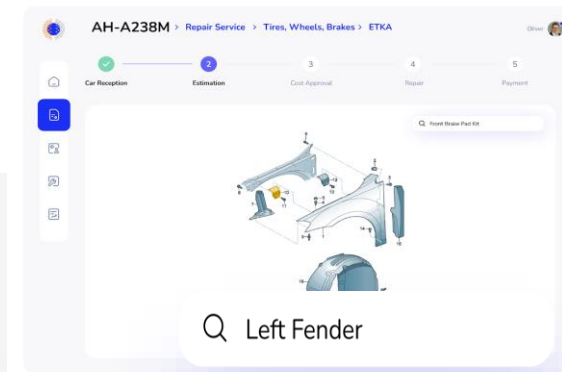 AH-A238M > Repair Service > Tires, Wheels, Brakes > ETKA
Oliver
2
3
4
5
Car Reception
Estimation
Cost Approval
Repair
Payment
Front Brake Pad Kit
Left Fender